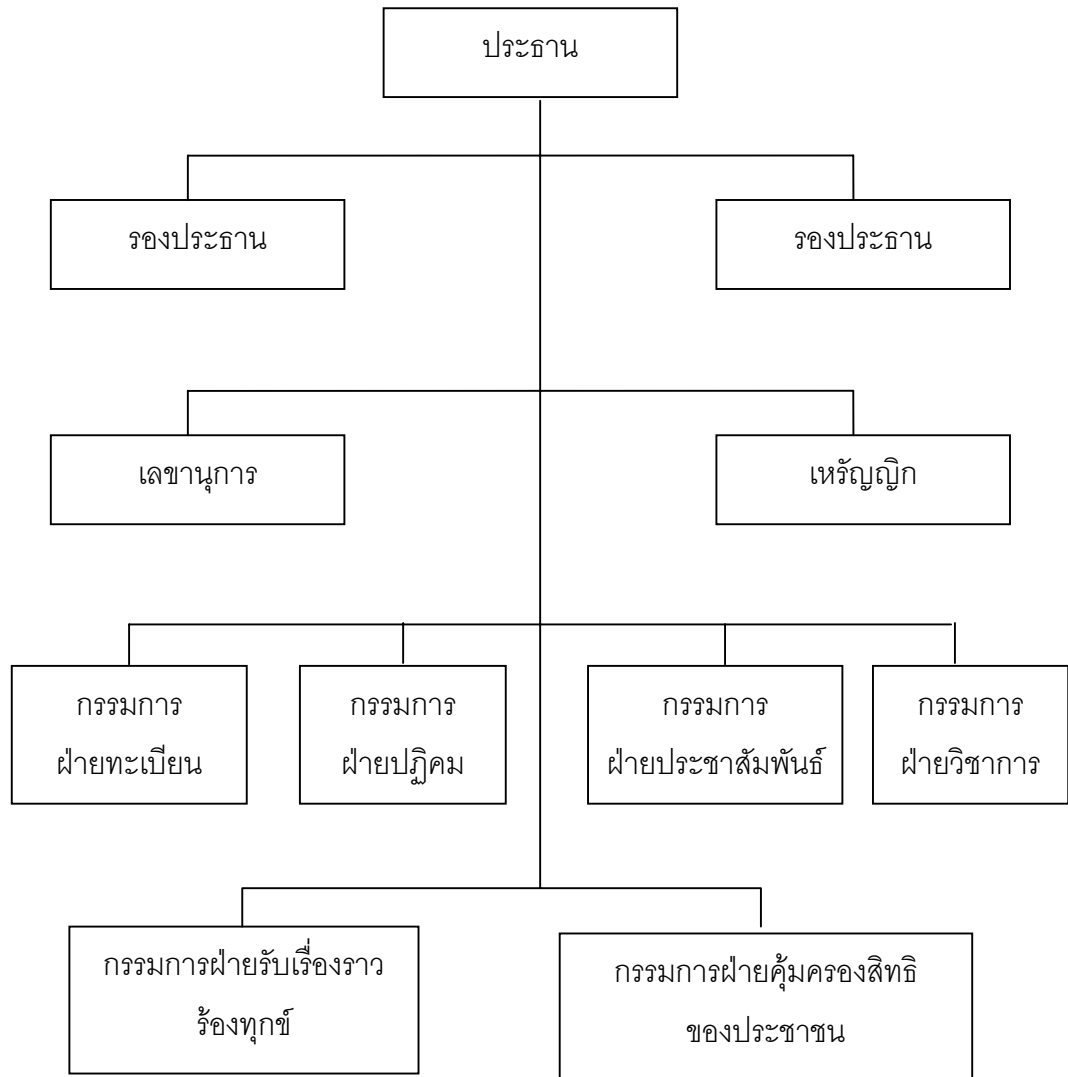 ประธาน
รองประธาน
รองประธาน
เลขานุการ
เหรัญญิก
กรรมการ
ฝ่ายทะเบียน
กรรมการ
ฝ่ายปฏิคม
กรรมการ
ฝ่ายประชาสัมพันธ์
กรรมการ
ฝ่ายวิชาการ
กรรมการฝ่ายรับเรื่องราว
ร้องทุกข์
กรรมการฝ่ายคุ้มครองสิทธิ
ของประชาชน